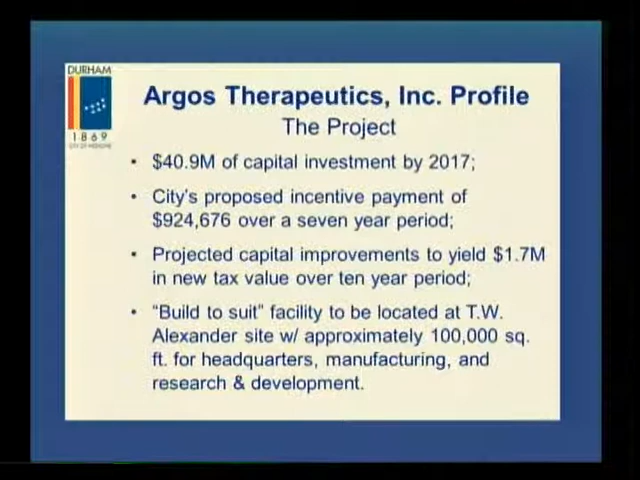 DURHAM
1869
CITY OF MEDICINE
Argos Therapeutics, Inc. Profile
The Project
• $40.9M of capital investment by 2017;
• City's proposed incentive payment of
$924,676 over a seven year period;
• Projected capital improvements to yield $1.7M
in new tax value over ten year period;
• “Build to suit” facility to be located at T.W.
Alexander site w/ approximately 100,000 sq.
ft. for headquarters, manufacturing, and
research & development.